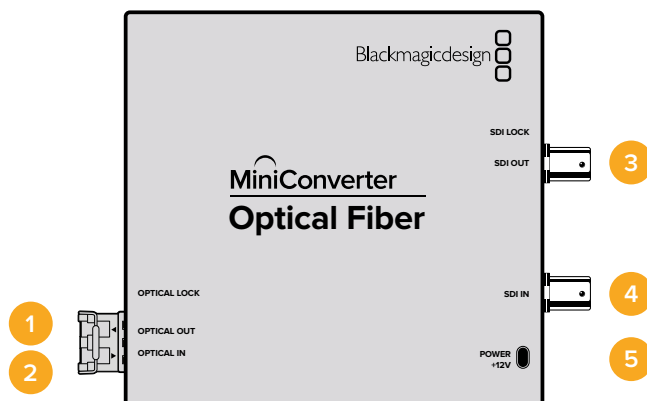 Blackmagicdesign
SDI LOCK
SDI OUT
3
MiniConverter
Optical Fiber
OPTICAL LOCK
SDI IN
4
1
OPTICAL OUT
2
OPTICAL IN
POWER
+12V
5